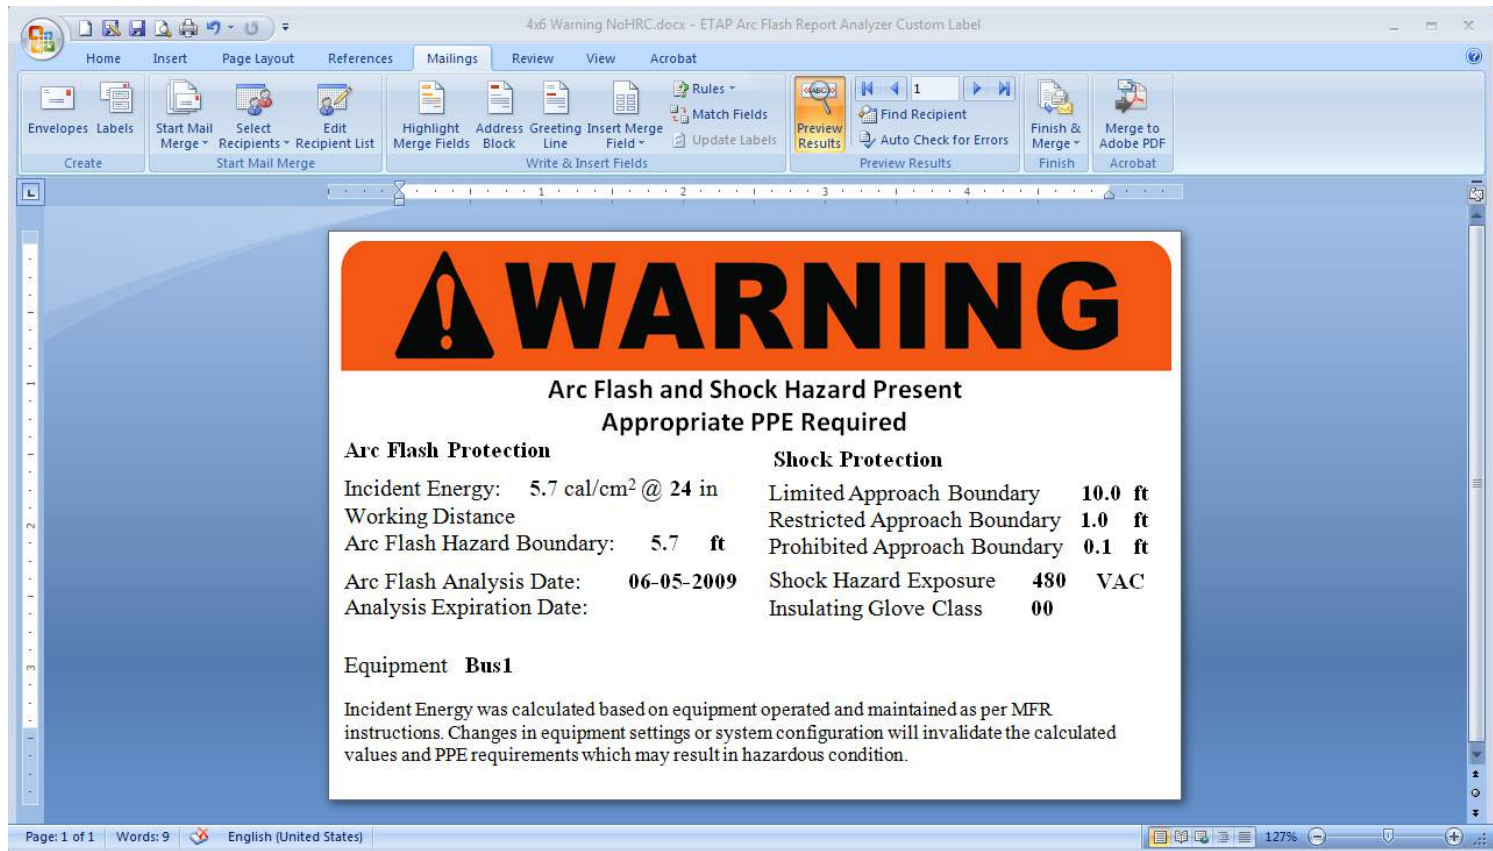 4x6 Warning NoHRC.docx - ETAP Arc Flash Report Analyzer Custom Label
Home Insert Page Layout References Mailings Review View Acrobat
Envelopes Labels
Create
Start Mail Merge Select Recipients Edit Recipient List
Start Mail Merge
Highlight Merge Fields Address Block Greeting Line Insert Merge Field
Rules
Match Fields
Update Labels
Write & Insert Fields
«ABC»
Preview Results
1
Find Recipient
Auto Check for Errors
Preview Results
Finish & Merge
Finish
Merge to Adobe PDF
Acrobat
L
1 2 3 4
1
2
3
WARNING
Arc Flash and Shock Hazard Present
Appropriate PPE Required
Arc Flash Protection
Incident Energy: 5.7 cal/cm² @ 24 in
Working Distance
Arc Flash Hazard Boundary: 5.7 ft
Arc Flash Analysis Date: 06-05-2009
Analysis Expiration Date:
Shock Protection
Limited Approach Boundary 10.0 ft
Restricted Approach Boundary 1.0 ft
Prohibited Approach Boundary 0.1 ft
Shock Hazard Exposure 480 VAC
Insulating Glove Class 00
Equipment Bus1
Incident Energy was calculated based on equipment operated and maintained as per MFR
instructions. Changes in equipment settings or system configuration will invalidate the calculated
values and PPE requirements which may result in hazardous condition.
Page: 1 of 1 Words: 9 English (United States) 127%